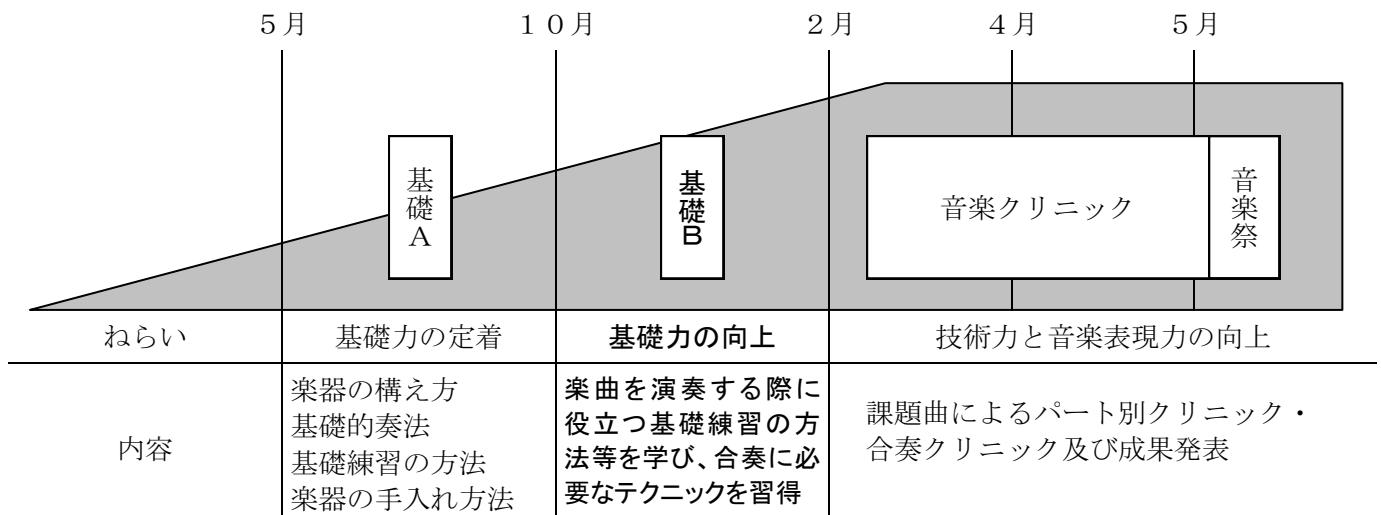 ５月
１０月
２月
４月
５月
基礎Ａ
基礎Ｂ
音楽クリニック
音楽祭
ねらい
基礎力の定着
基礎力の向上
技術力と音楽表現力の向上
内容
楽器の構え方
基礎的奏法
基礎練習の方法
楽器の手入れ方法
楽曲を演奏する際に
役立つ基礎練習の方
法等を学び、合奏に必
要なテクニックを習得
課題曲によるパート別クリニック・
合奏クリニック及び成果発表